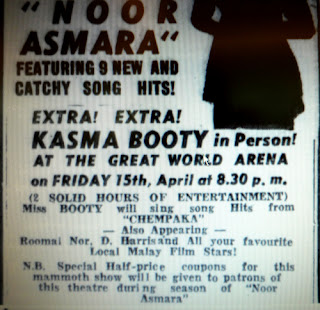 "NOOR
ASMARA"
FEATURING 9 NEW AND
CATCHY SONG HITS!
EXTRA! EXTRA!
KASMA BOOTY in Person!
AT THE GREAT WORLD ARENA
on FRIDAY 15th, April at 8.30 p. m.
(2 SOLID HOURS OF ENTERTAINMENT)
Miss BOOTY will sing song Hits from
"CHEMPAKA"
— Also Appearing —
Roomai Nor, D. Harris and All your favourite
Local Malay Film Stars!
N.B. Special Half-price coupons for this
mammoth show will be given to patrons of
this theatre during season of "Noor
Asmara"